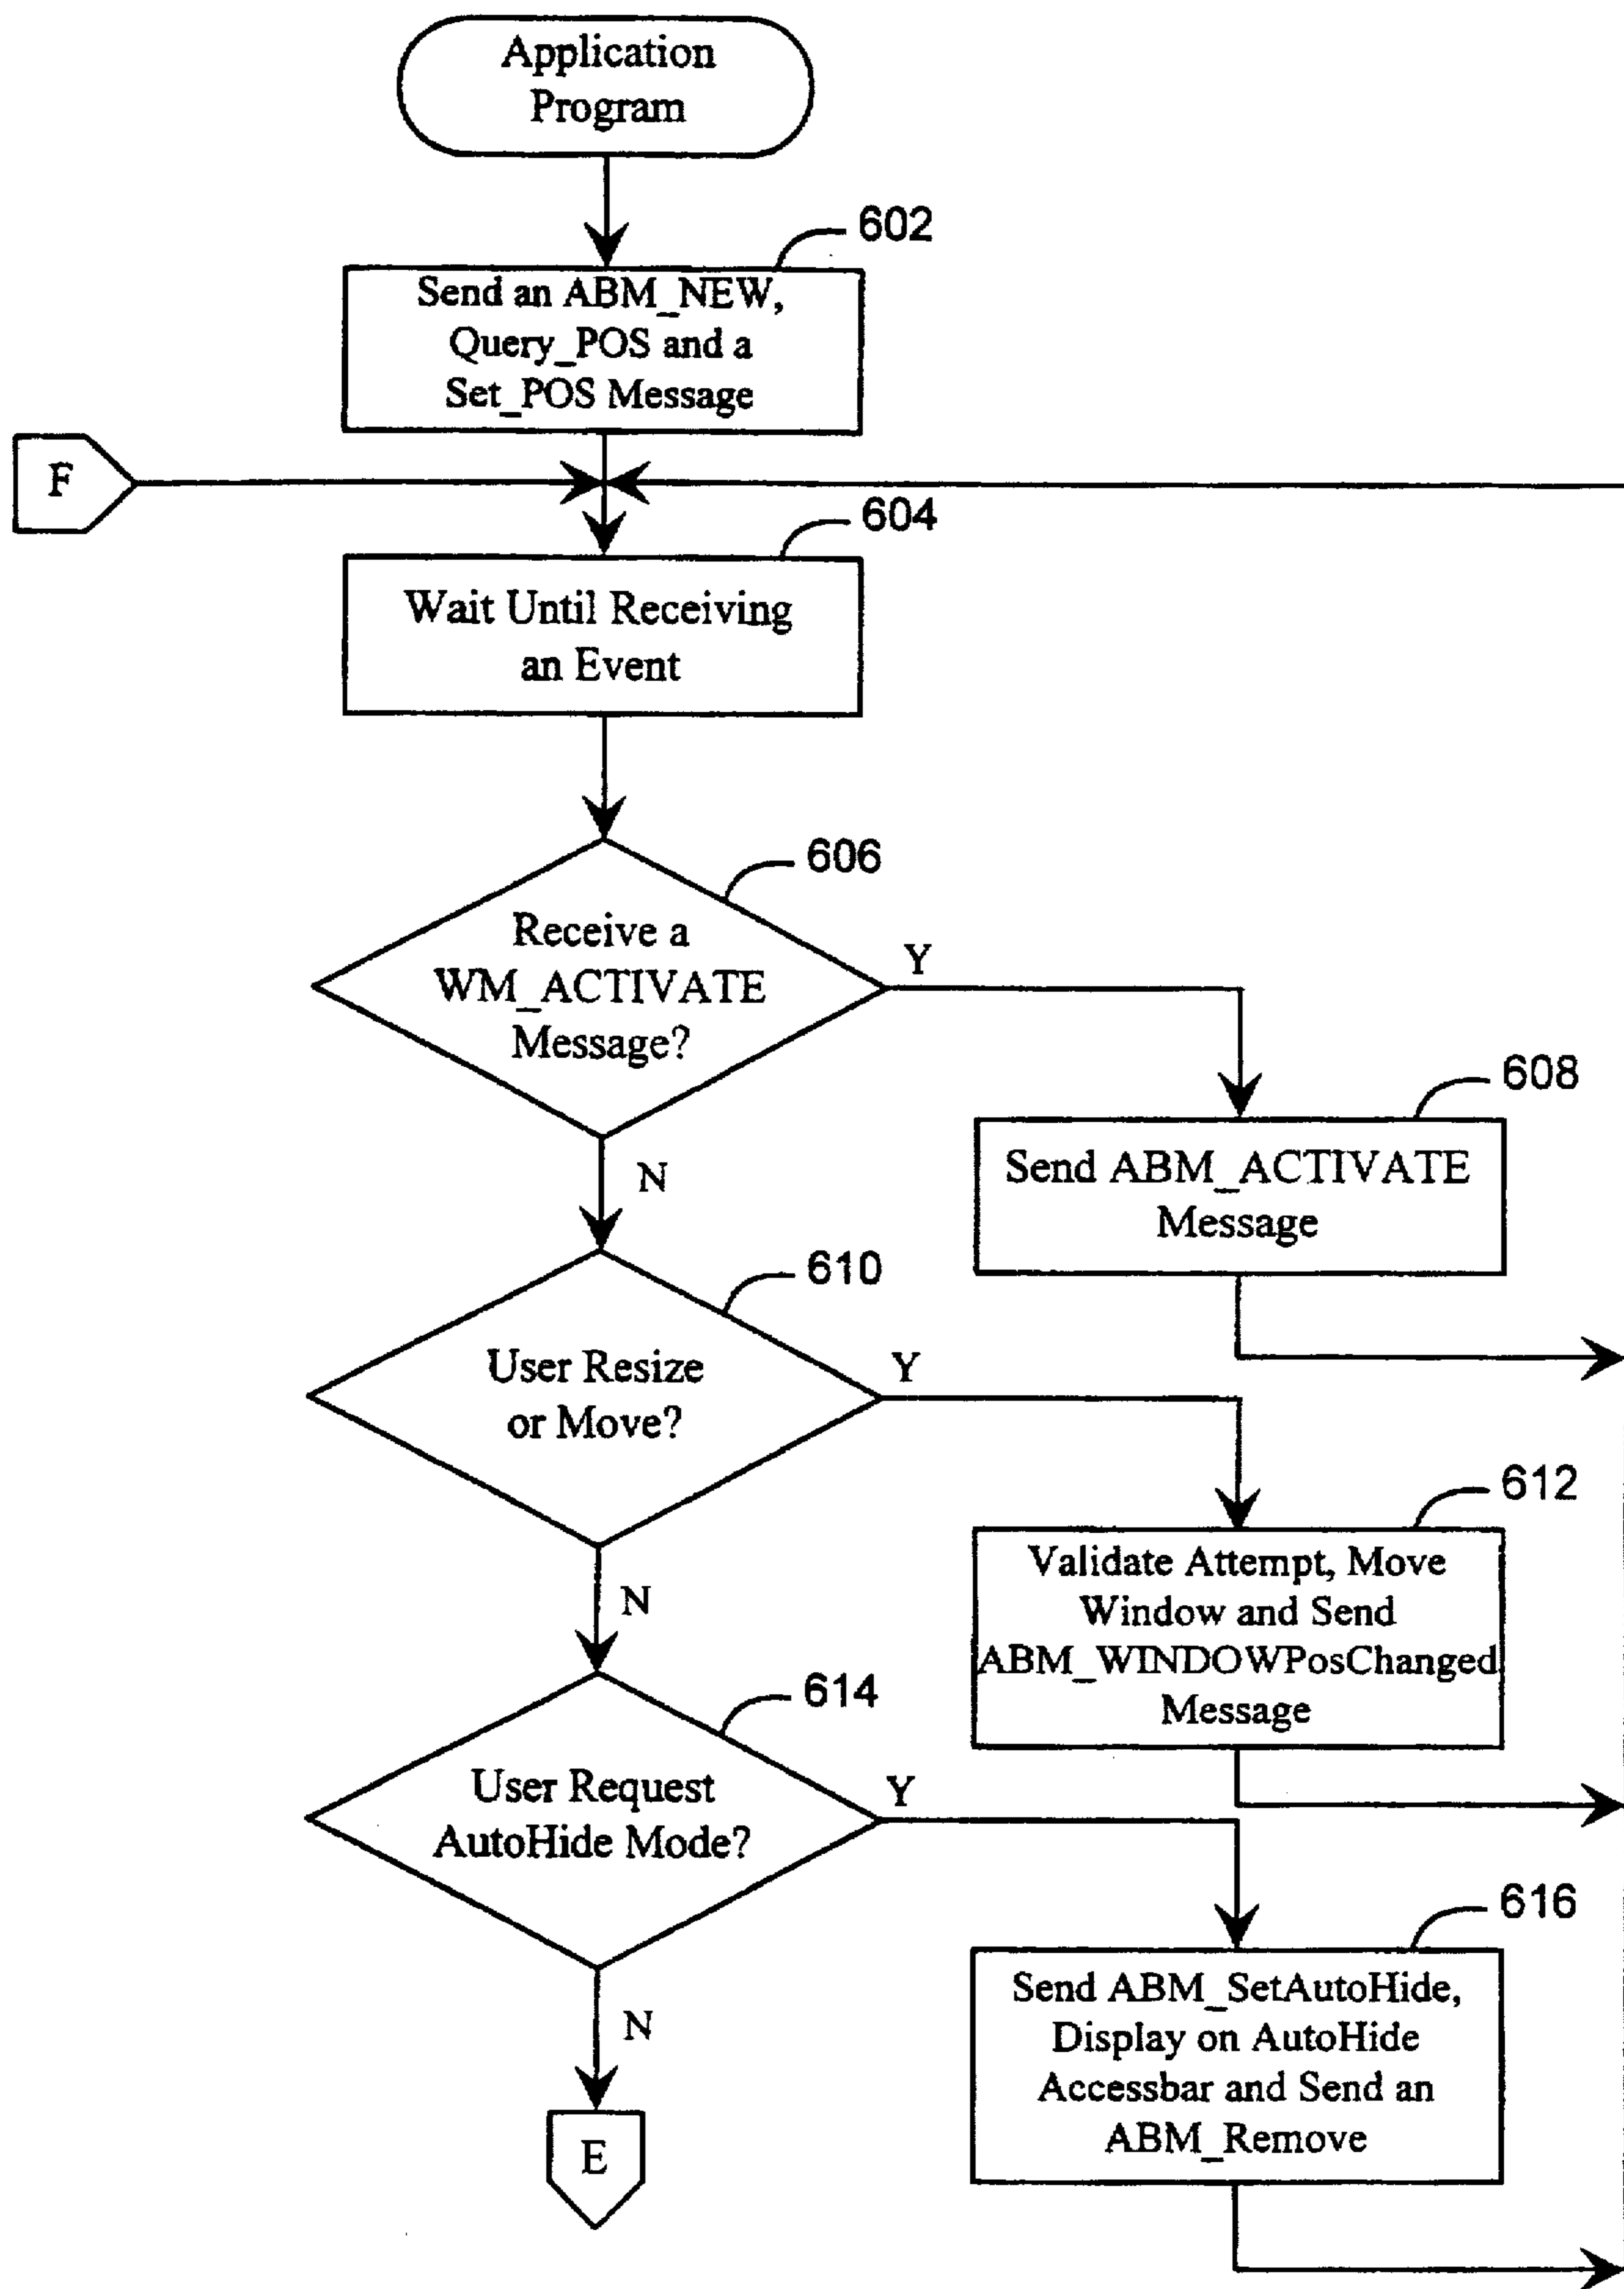 Application
Program
602
Send an ABM_NEW,
Query_POS and a
Set_POS Message
F
604
Wait Until Receiving
an Event
606
Receive a
WM_ACTIVATE
Message?
Y
N
608
Send ABM_ACTIVATE
Message
610
User Resize
or Move?
Y
N
612
Validate Attempt, Move
Window and Send
ABM_WINDOWPosChanged
Message
614
User Request
AutoHide Mode?
Y
N
616
Send ABM_SetAutoHide,
Display on AutoHide
Accessbar and Send an
ABM_Remove
E